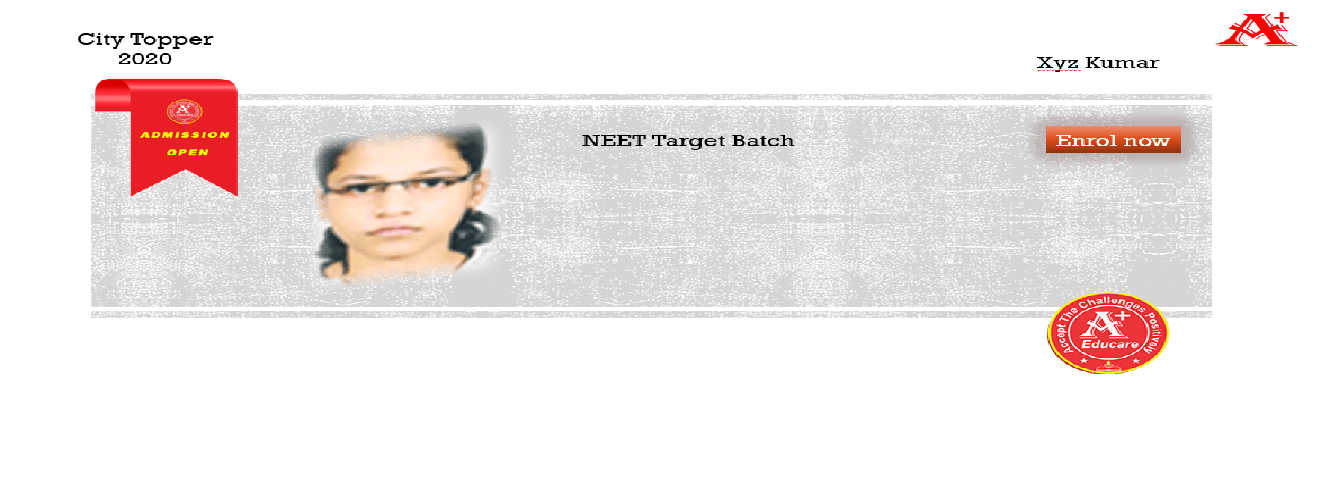 City Topper
2020
Xyz Kumar
A+
ADMISSION
OPEN
NEET Target Batch
Enrol now
Accept The Challenges Positively
A+
Educare